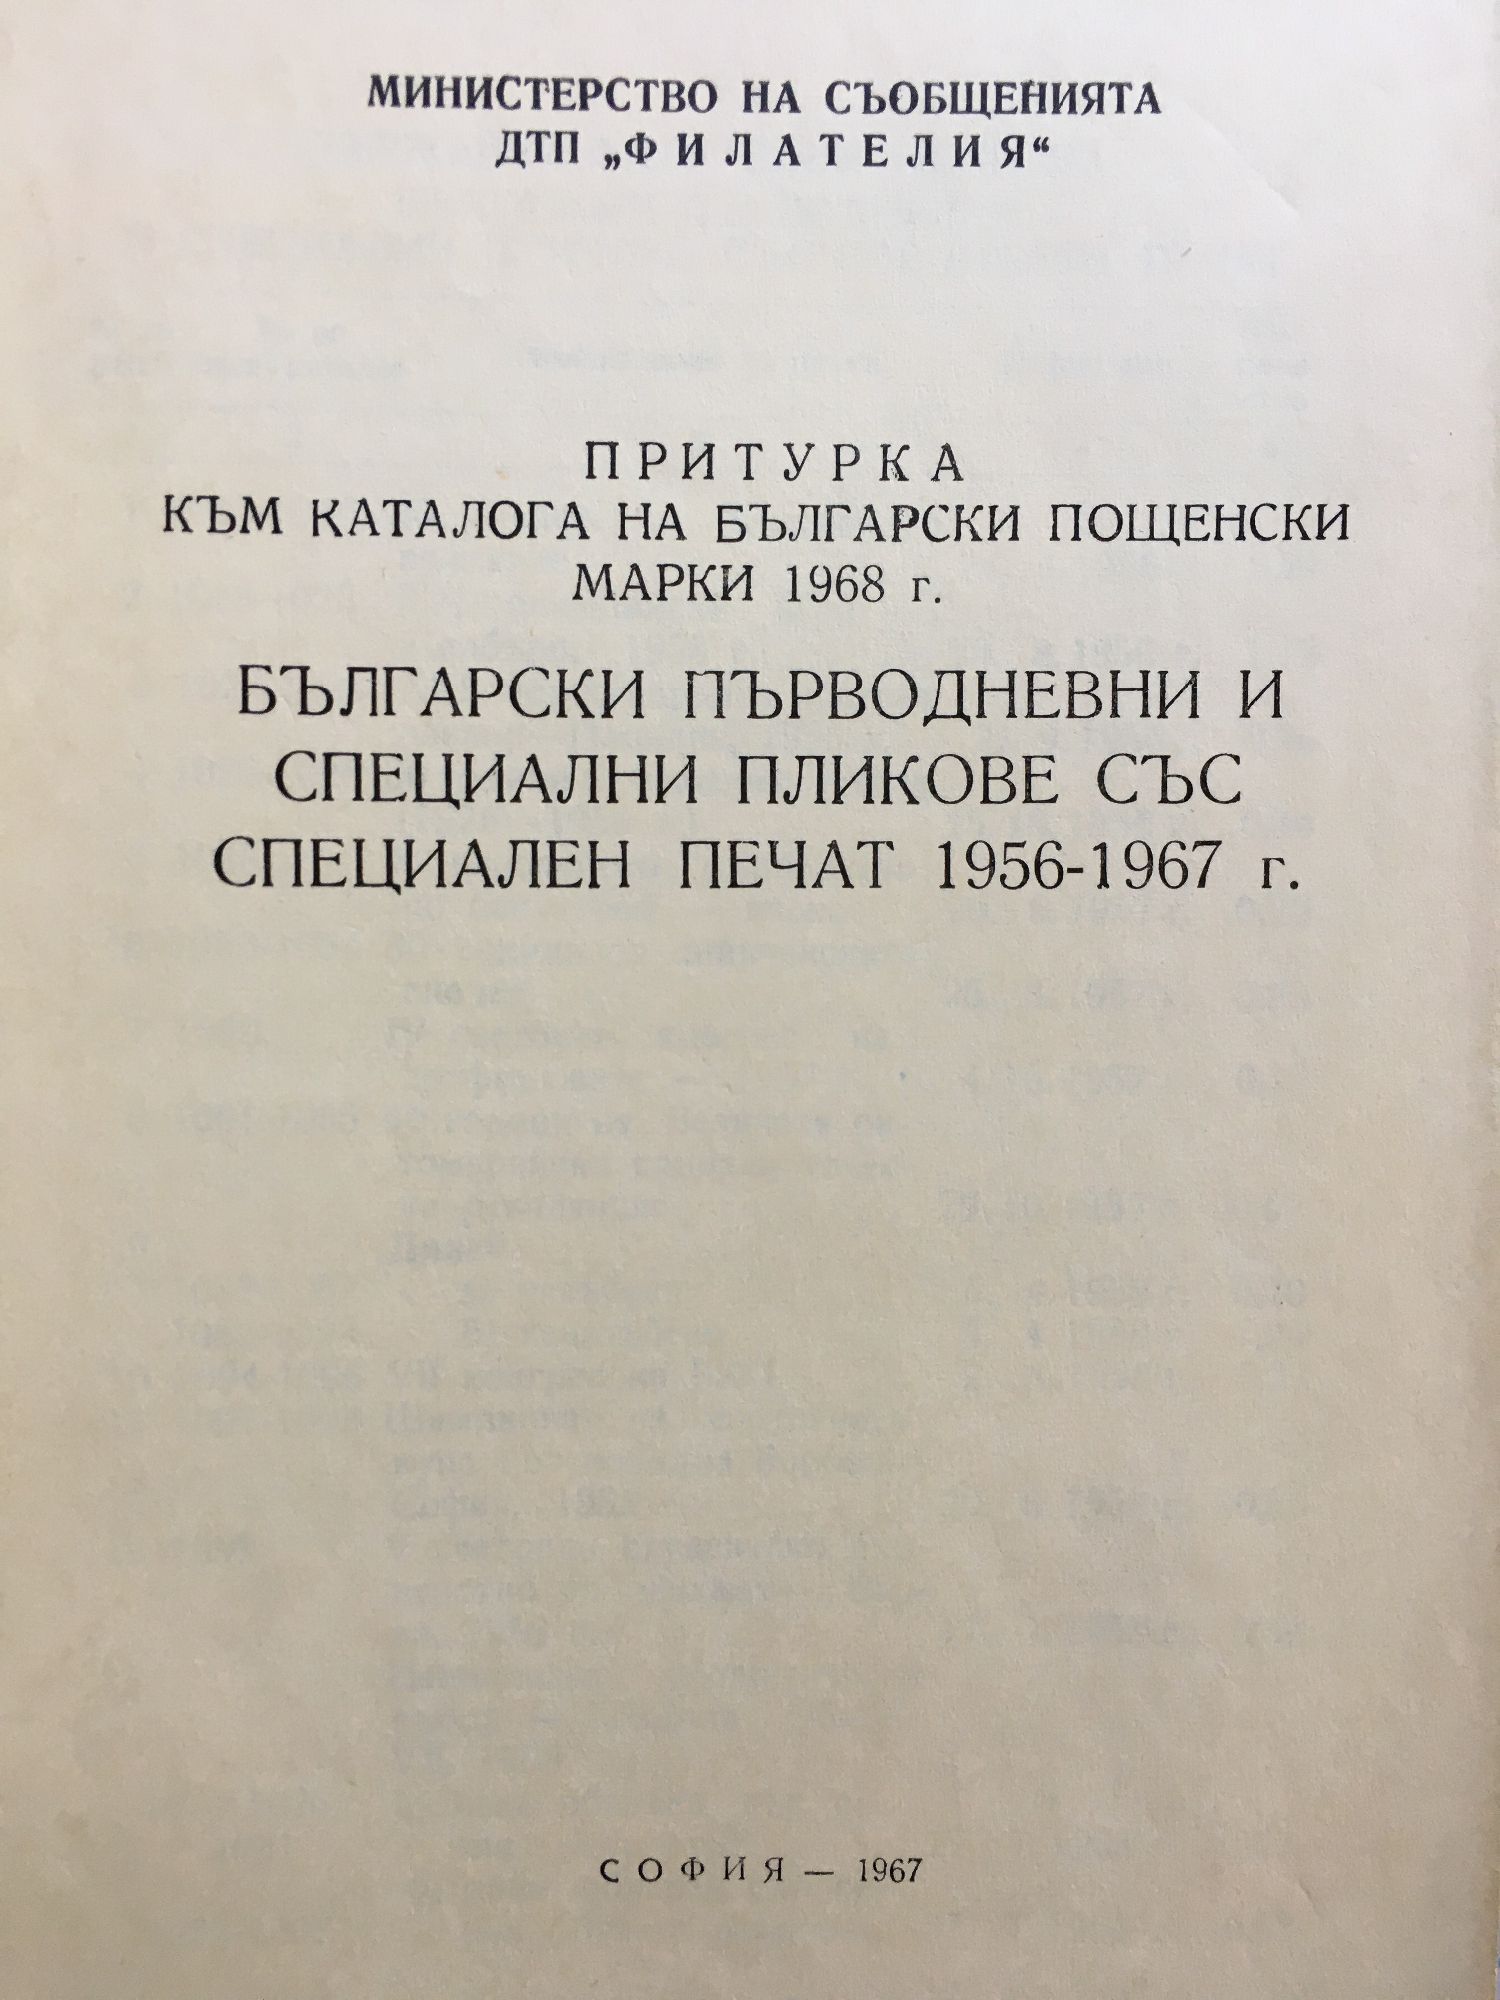 МИНИСТЕРСТВО НА СЪОБЩЕНИЯТА
ДТП „ФИЛАТЕЛИЯ“
ПРИТУРКА
КЪМ КАТАЛОГА НА БЪЛГАРСКИ ПОЩЕНСКИ
МАРКИ 1968 г.
БЪЛГАРСКИ ПЪРВОДНЕВНИ И
СПЕЦИАЛНИ ПЛИКОВЕ СЪС
СПЕЦИАЛЕН ПЕЧАТ 1956-1967 г.
СОФИЯ — 1967